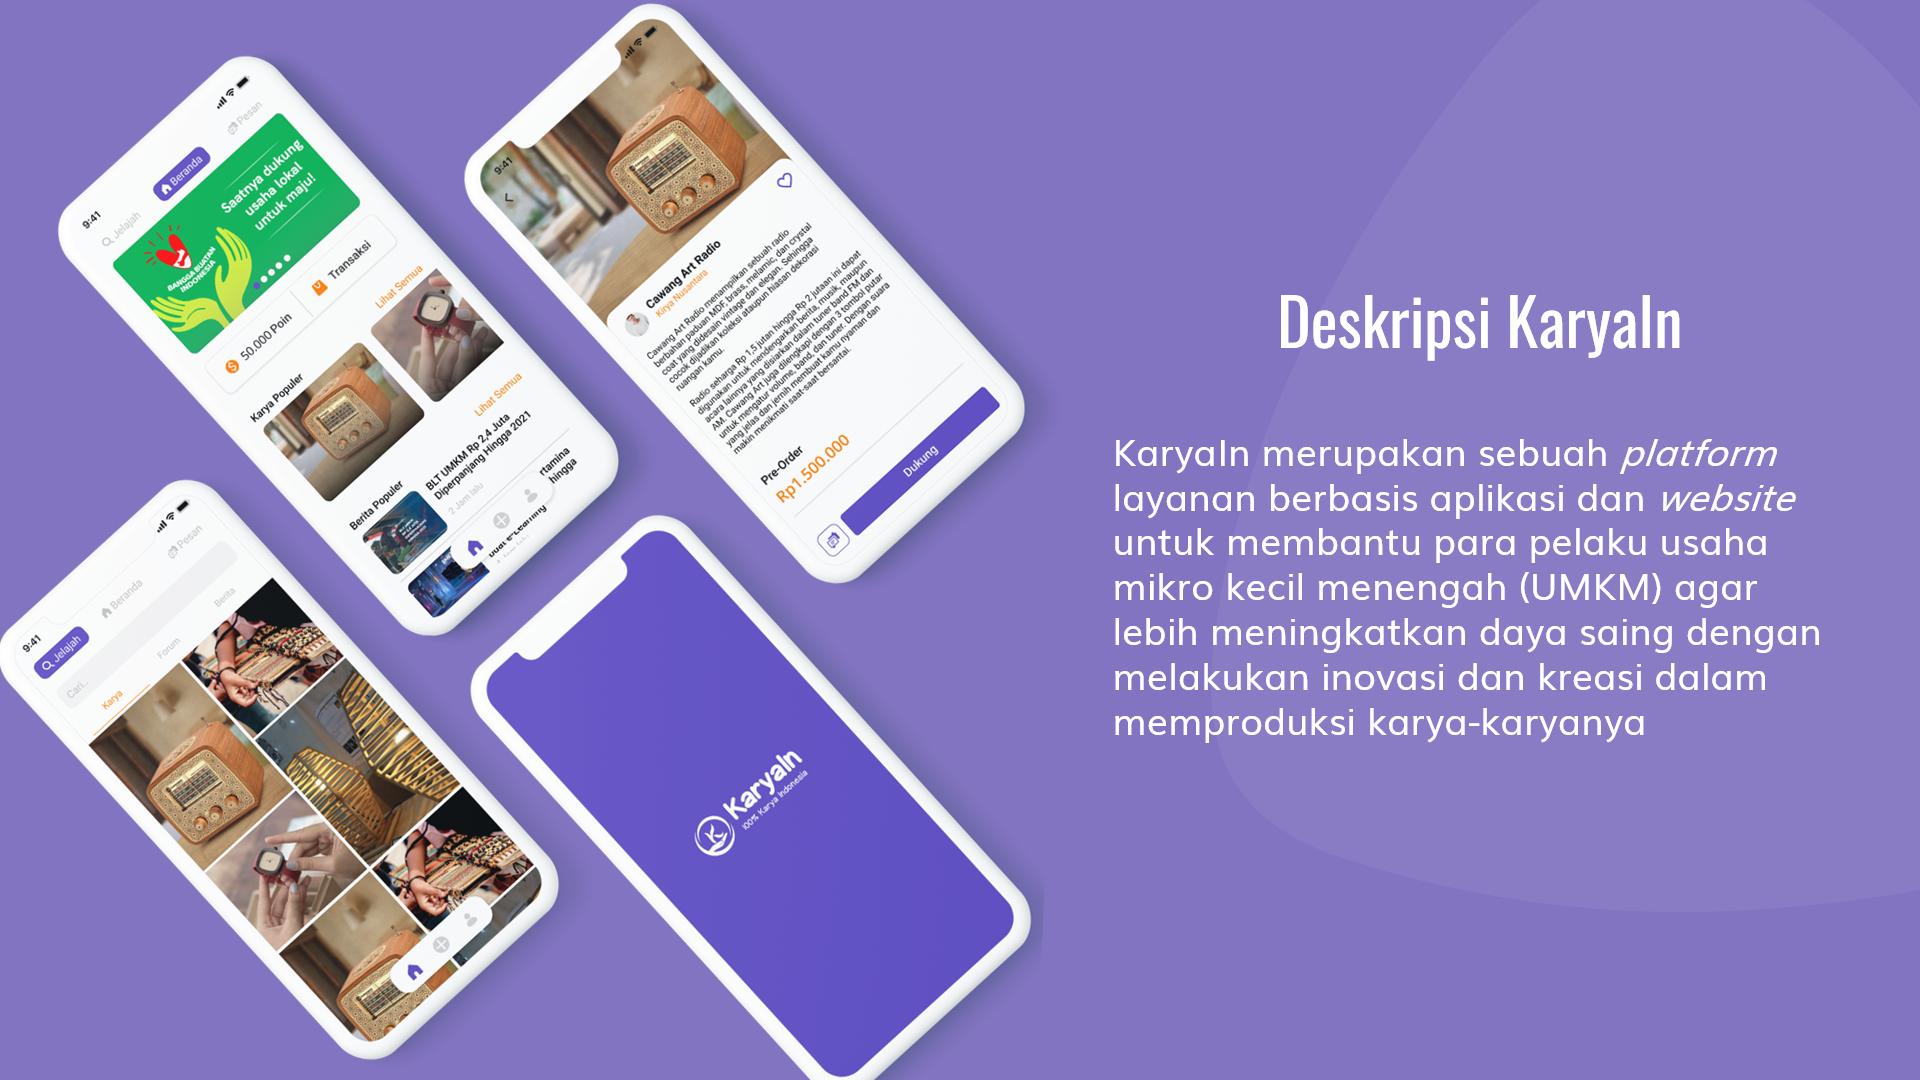 9:41
Jelajah
Beranda
Pesan
Saatnya dukung
usaha lokal
untuk maju!
BANGGA BUATAN
INDONESIA
50.000 Poin
Transaksi
Karya Populer
Lihat Semua
Berita Populer
Lihat Semua
BLT UMKM Rp 2,4 Juta
Diperpanjang Hingga 2021
2 Jam lalu
rtamina
hingga
9:41
Cawang Art Radio
Kirya Nusantara
Cawang Art Radio menampilkan sebuah radio
berbahan paduan MDF, brass, melamic, dan crystal
coat yang didesain vintage dan elegan. Sehingga
cocok dijadikan koleksi ataupun hiasan dekorasi
ruangan kamu.
Radio seharga Rp 1,5 jutan hingga Rp 2 jutaan ini dapat
digunakan untuk mendengarkan berita, musik, maupun
acara lainnya yang disiarkan dalam tuner band FM dan
AM. Cawang Art juga dilengkapi dengan 3 tombol putar
untuk mengatur volume, band, dan tuner. Dengan suara
yang jelas dan jernih membuat kamu nyaman dan
makin menikmati saat-saat bersantai.
Pre-Order
Rp1.500.000
Dukung
9:41
Jelajah
Beranda
Pesan
Cari..
Karya
Forum
Berita
KaryaIn
100% Karya Indonesia
Deskripsi KaryaIn
KaryaIn merupakan sebuah platform
layanan berbasis aplikasi dan website
untuk membantu para pelaku usaha
mikro kecil menengah (UMKM) agar
lebih meningkatkan daya saing dengan
melakukan inovasi dan kreasi dalam
memproduksi karya-karyanya